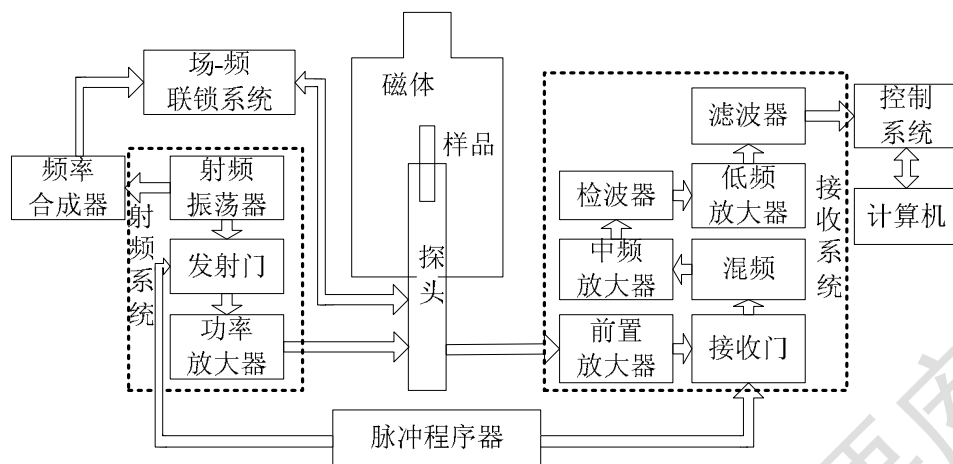 场-频
联锁系统
磁体
样品
探
头
频率
合成器
射频
振荡器
发射门
功率
放大器
射
频
系
统
滤波器
检波器
低频
放大器
中频
放大器
混频
前置
放大器
接收门
接
收
系
统
控制
系统
计算机
脉冲程序器